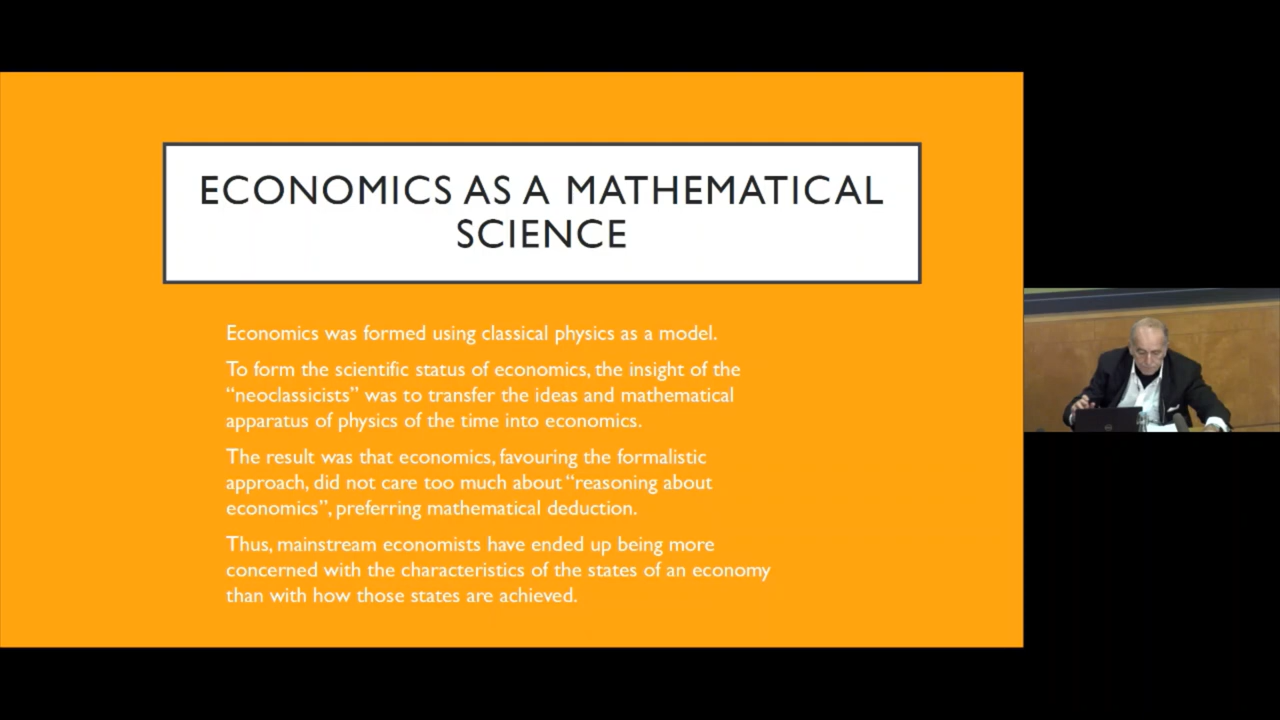 ECONOMICS AS A MATHEMATICAL
SCIENCE
Economics was formed using classical physics as a model.
To form the scientific status of economics, the insight of the
“neoclassicists” was to transfer the ideas and mathematical
apparatus of physics of the time into economics.
The result was that economics, favouring the formalistic
approach, did not care too much about “reasoning about
economics”, preferring mathematical deduction.
Thus, mainstream economists have ended up being more
concerned with the characteristics of the states of an economy
than with how those states are achieved.